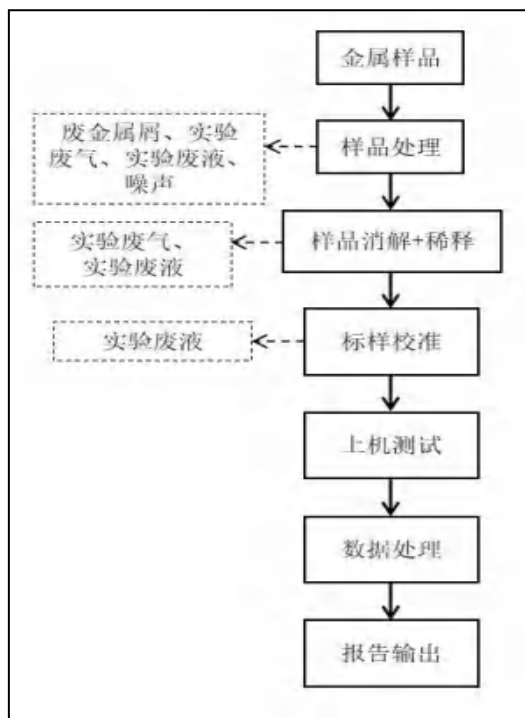 金属样品
废金属屑、实验
废气、实验废液、
噪声
样品处理
实验废气、
实验废液
样品消解+稀释
实验废液
标样校准
上机测试
数据处理
报告输出